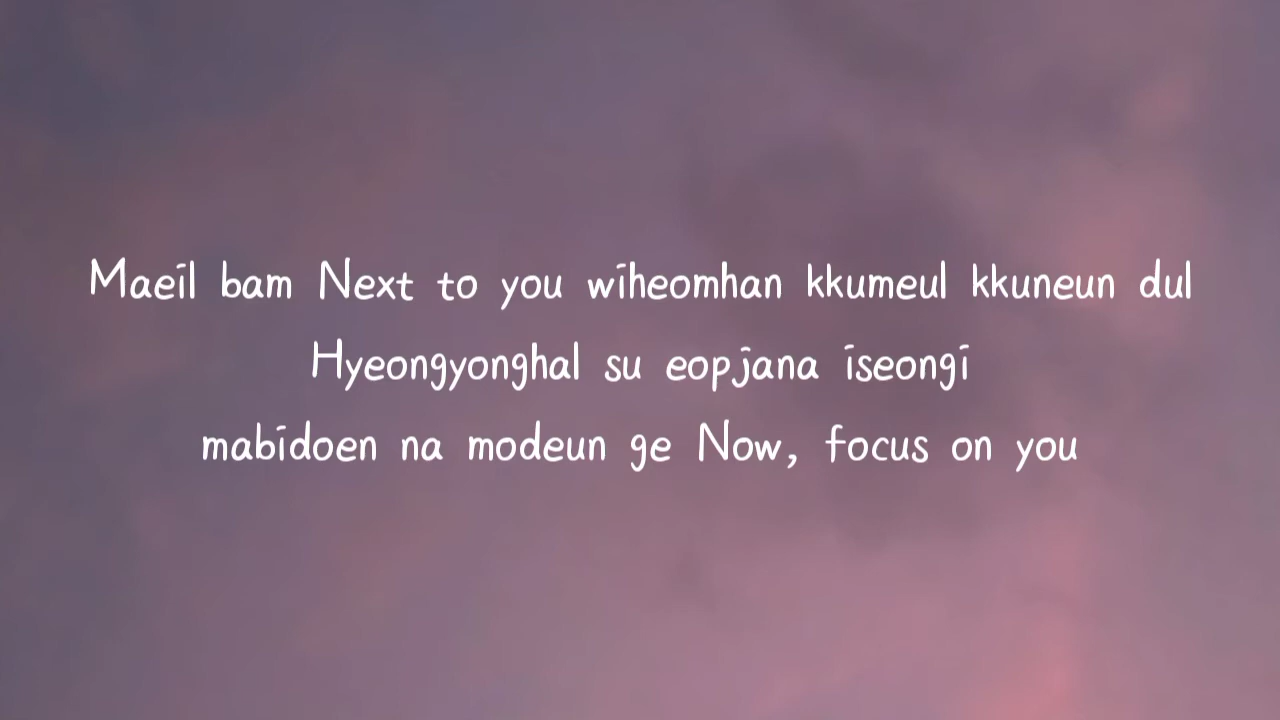 Maeil bam Next to you wiheomhan kkumeul kkuneun dul
Hyeongyonghal su eopjana iseongi
mabidoen na modeun ge Now, focus on you